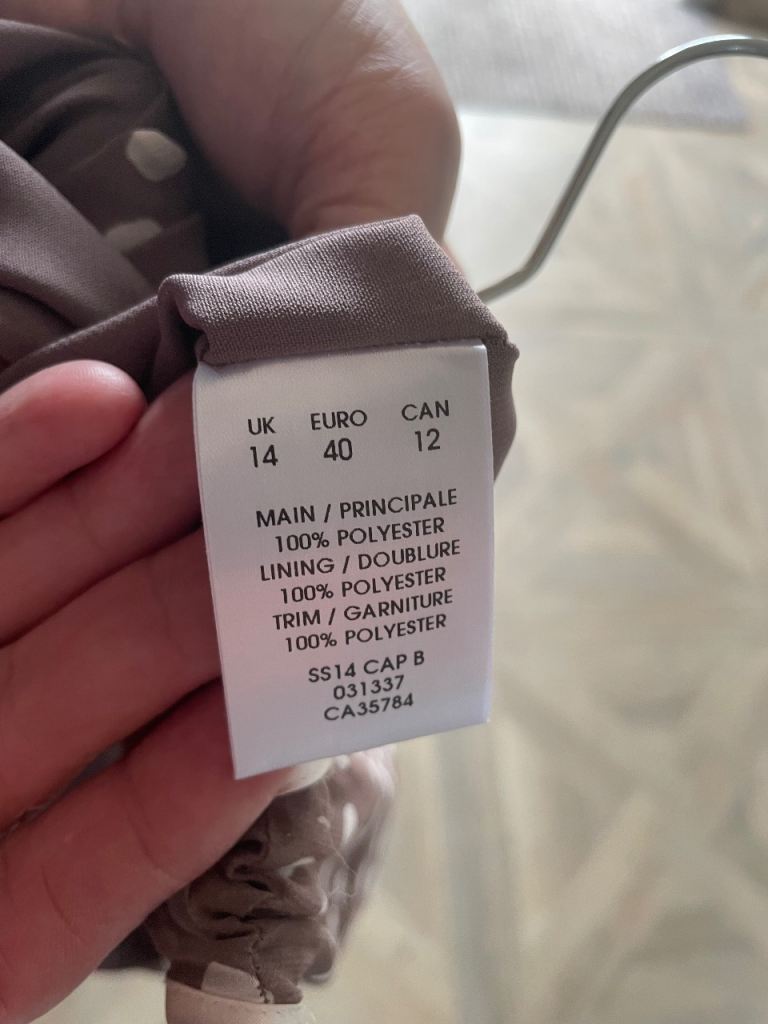 UK EURO CAN
14 40 12
MAIN / PRINCIPALE
100% POLYESTER
LINING / DOUBLURE
100% POLYESTER
TRIM / GARNITURE
100% POLYESTER
SS14 CAP B
031337
CA35784